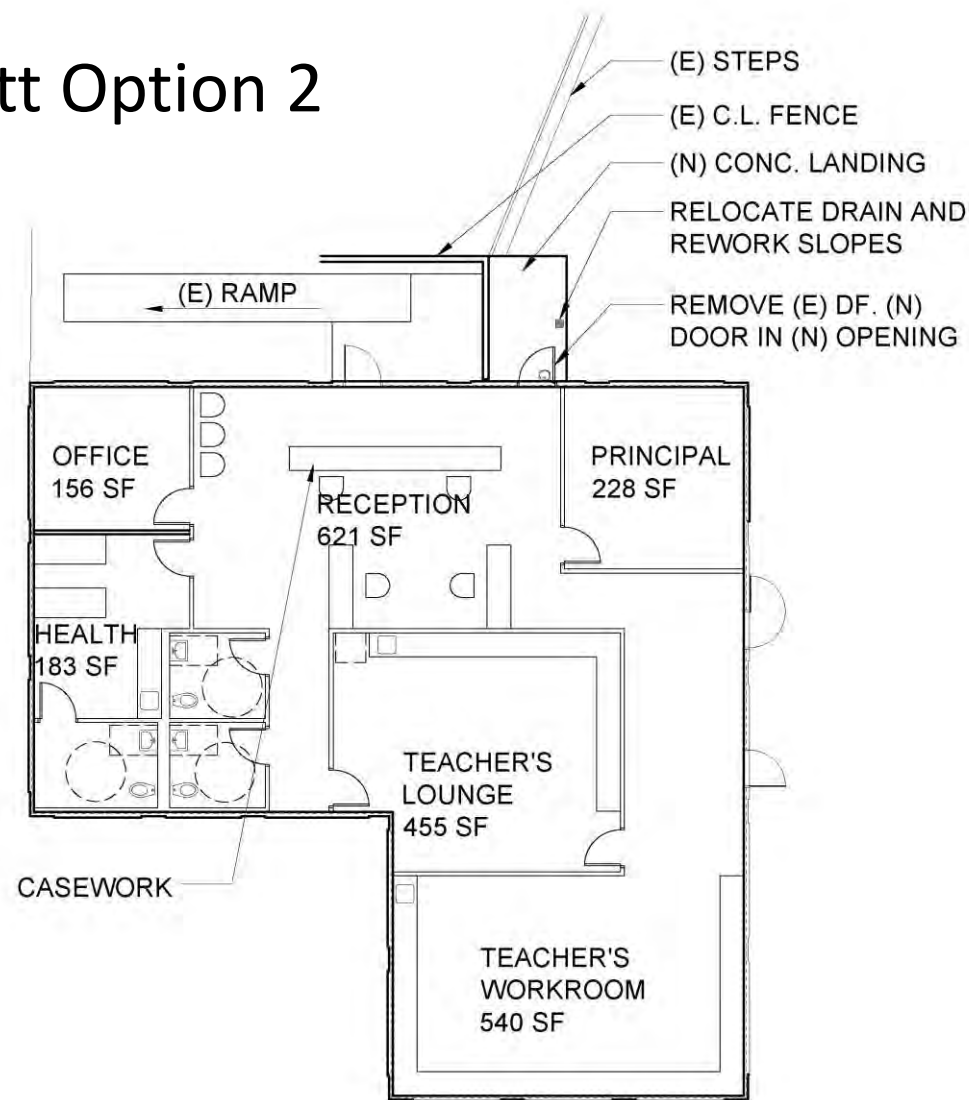 tt Option 2
(E) STEPS
(E) C.L. FENCE
(N) CONC. LANDING
RELOCATE DRAIN AND
REWORK SLOPES
REMOVE (E) DF. (N)
DOOR IN (N) OPENING
(E) RAMP
OFFICE
156 SF
RECEPTION
621 SF
PRINCIPAL
228 SF
HEALTH
183 SF
TEACHER'S
LOUNGE
455 SF
CASEWORK
TEACHER'S
WORKROOM
540 SF